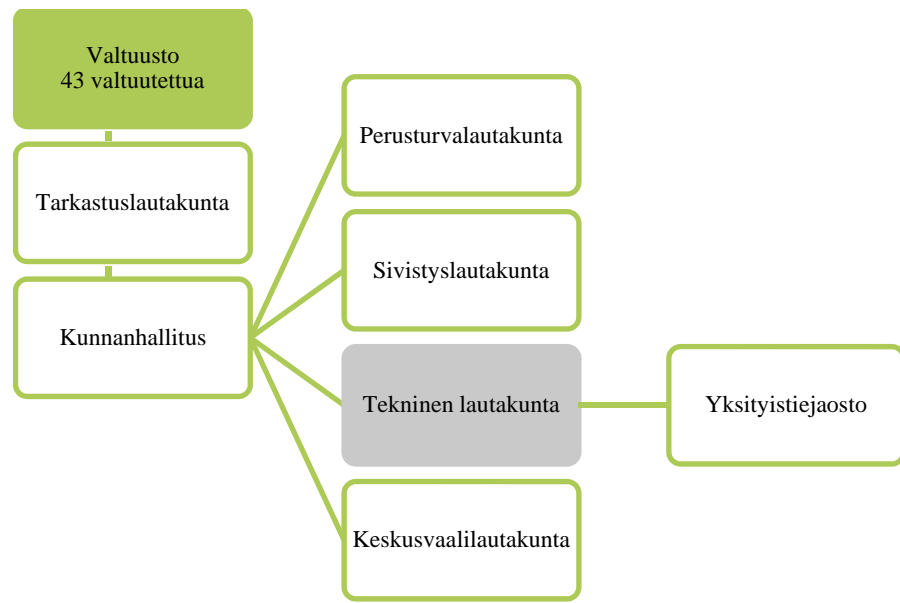 Valtuusto
43 valtuutettua
Tarkastuslautakunta
Kunnanhallitus
Perusturvalautakunta
Sivistyslautakunta
Tekninen lautakunta
Yksityistiejaosto
Keskusvaalilautakunta